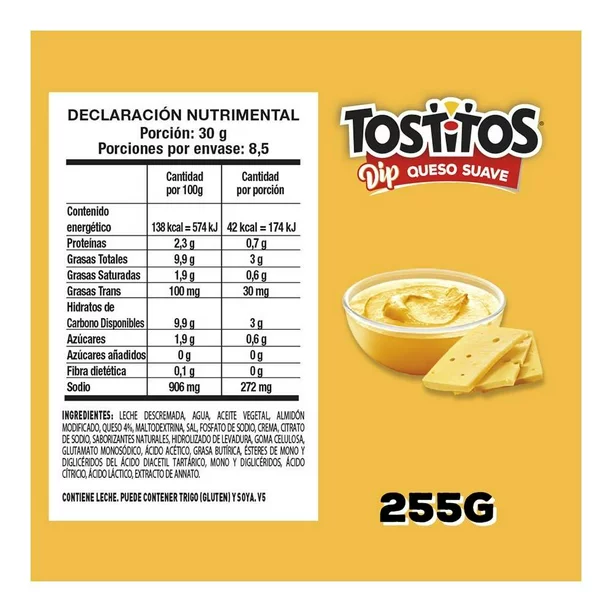 DECLARACIÓN NUTRIMENTAL
Porción: 30 g
Porciones por envase: 8,5
Cantidad por 100g
Cantidad por porción
Contenido energético 138 kcal = 574 kJ 42 kcal = 174 kJ
Proteínas 2,3 g 0,7 g
Grasas Totales 9,9 g 3 g
Grasas Saturadas 1,9 g 0,6 g
Grasas Trans 100 mg 30 mg
Hidratos de Carbono Disponibles 9,9 g 3 g
Azúcares 1,9 g 0,6 g
Azúcares añadidos 0 g 0 g
Fibra dietética 0,1 g 0 g
Sodio 906 mg 272 mg
INGREDIENTES: LECHE DESCREMADA, AGUA, ACEITE VEGETAL, ALMIDÓN
MODIFICADO, QUESO 4%, MALTODEXTRINA, SAL, FOSFATO DE SODIO, CREMA, CITRATO
DE SODIO, SABORIZANTES NATURALES, HIDROLIZADO DE LEVADURA, GOMA CELULOSA,
GLUTAMATO MONOSÓDICO, ÁCIDO ACÉTICO, GRASA BUTÍRICA, ÉSTERES DE MONO Y
DIGLICÉRIDOS DEL ÁCIDO DIACETIL TARTÁRICO, MONO Y DIGLICÉRIDOS, ÁCIDO
CÍTRICIO, ÁCIDO LÁCTICO, EXTRACTO DE ANNATO.
CONTIENE LECHE. PUEDE CONTENER TRIGO (GLUTEN) Y SOYA. V5
TOSTITOS
Dip QUESO SUAVE
255G